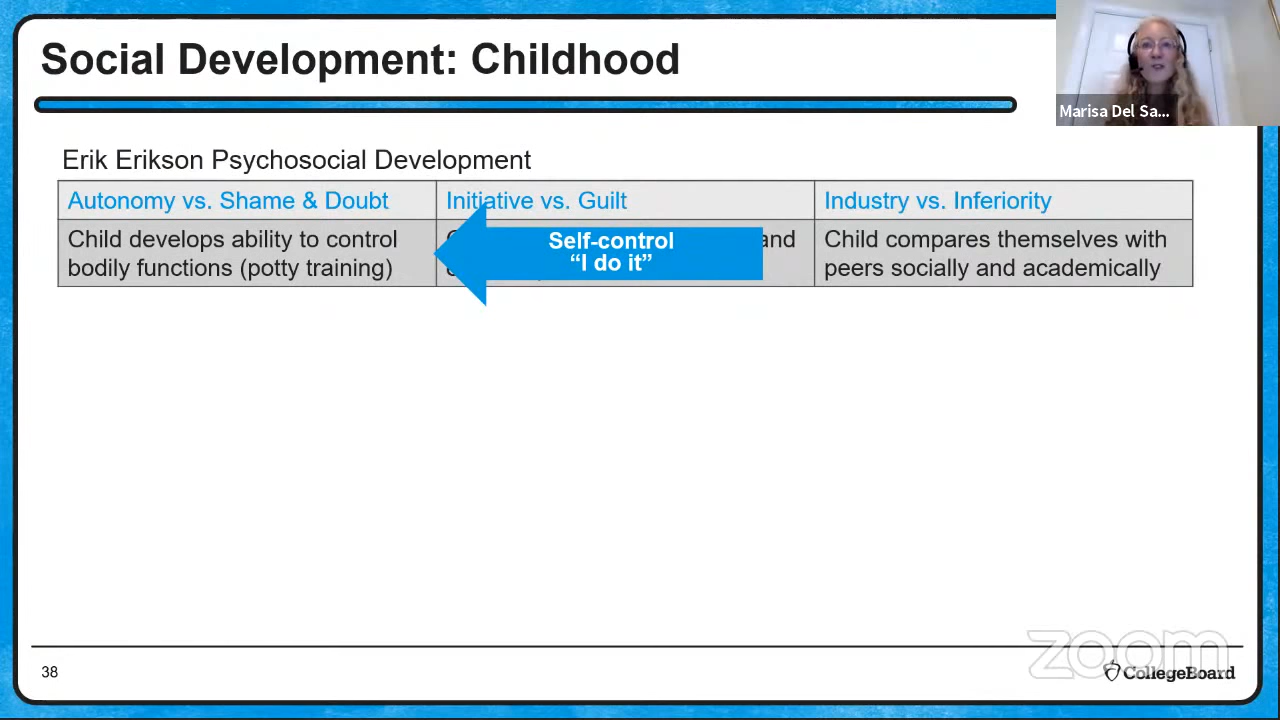 Social Development: Childhood
Marisa Del Sa...
Erik Erikson Psychosocial Development
Autonomy vs. Shame & Doubt
Initiative vs. Guilt
Industry vs. Inferiority
Child develops ability to control
bodily functions (potty training)
Self-control
“I do it”
and
Child compares themselves with
peers socially and academically
38
zoom
CollegeBoard